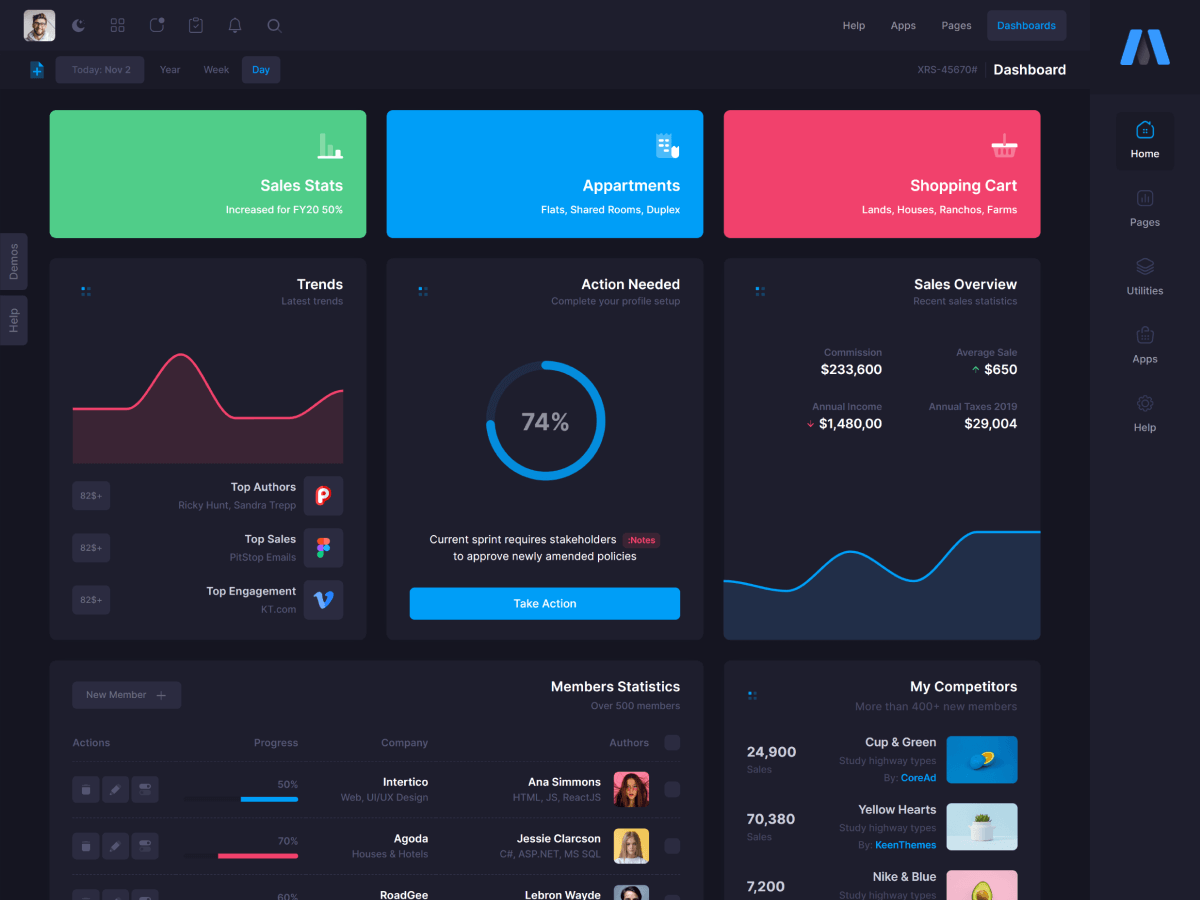 Help
Apps
Pages
Dashboards
Today: Nov 2
Year
Week
Day
XRS-45670#
Dashboard
Home
Pages
Utilities
Apps
Help
Demos
Help
Sales Stats
Increased for FY20 50%
Appartments
Flats, Shared Rooms, Duplex
Shopping Cart
Lands, Houses, Ranchos, Farms
Trends
Latest trends
82$+
Top Authors
Ricky Hunt, Sandra Trepp
82$+
Top Sales
PitStop Emails
82$+
Top Engagement
KT.com
Action Needed
Complete your profile setup
74%
Current sprint requires stakeholders :Notes
to approve newly amended policies
Take Action
Sales Overview
Recent sales statistics
Commission
$233,600
Average Sale
$650
Annual Income
$1,480,00
Annual Taxes 2019
$29,004
New Member
Members Statistics
Over 500 members
Actions Progress Company Authors
50%
Intertico
Web, UI/UX Design
Ana Simmons
HTML, JS, ReactJS
70%
Agoda
Houses & Hotels
Jessie Clarcson
C#, ASP.NET, MS SQL
60%
RoadGee
Lebron Wayde
My Competitors
More than 400+ new members
24,900
Sales
Cup & Green
Study highway types
By: CoreAd
70,380
Sales
Yellow Hearts
Study highway types
By: KeenThemes
7,200
Nike & Blue
Study highway types